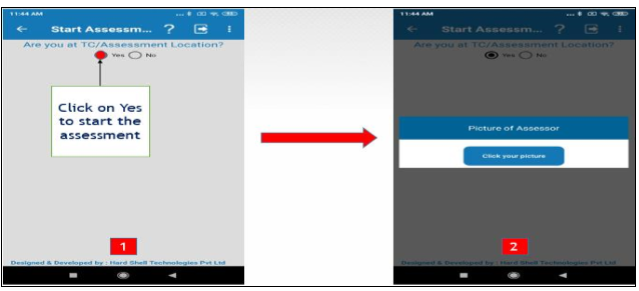 11:44 AM
Start Assessm... ?
Are you at TC/Assessment Location?
Yes No
Click on Yes
to start the
assessment
1
Designed & Developed by : Hard Shell Technologies Pvt Ltd
11:44 AM
Start Assessm... ?
Are you at TC/Assessment Location?
Yes No
Picture of Assessor
Click your picture
2
Designed & Developed by : Hard Shell Technologies Pvt Ltd